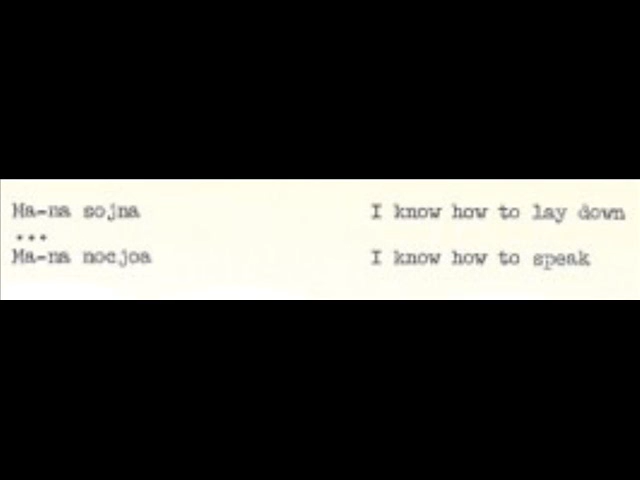 Ma-na sojna I know how to lay down
...
Ma-na nocjoa I know how to speak